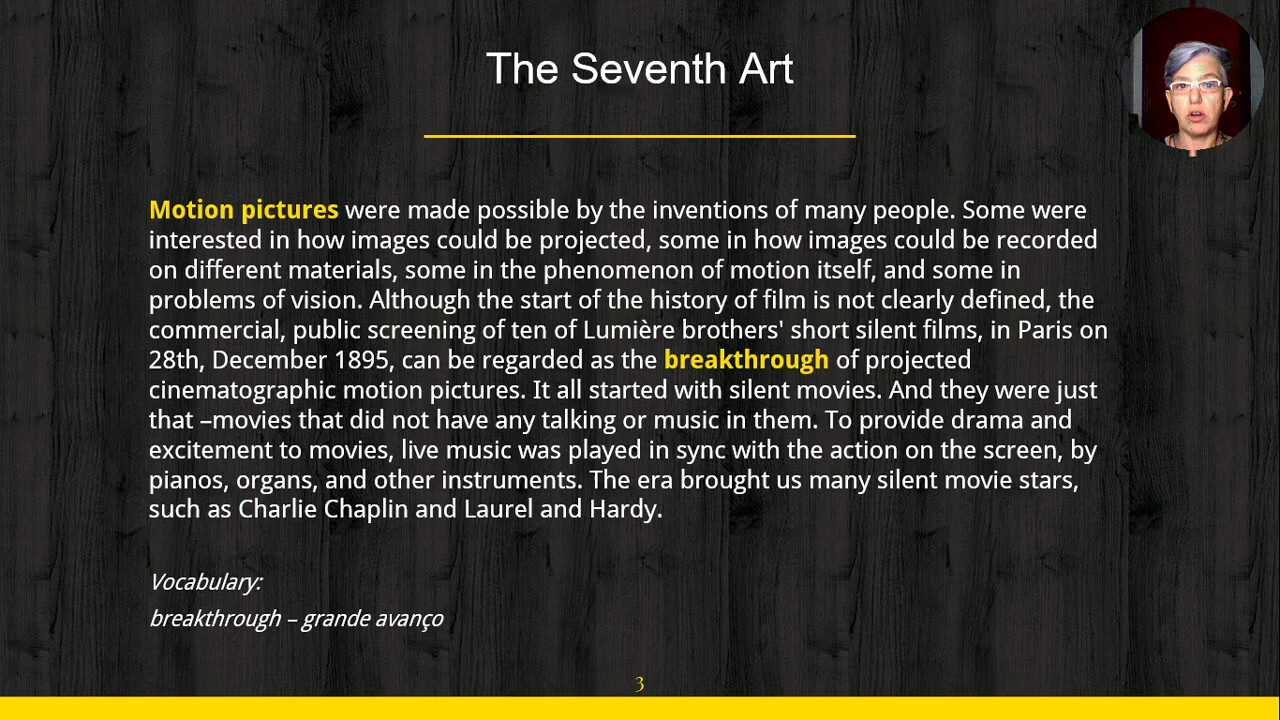 The Seventh Art
Motion pictures were made possible by the inventions of many people. Some were
interested in how images could be projected, some in how images could be recorded
on different materials, some in the phenomenon of motion itself, and some in
problems of vision. Although the start of the history of film is not clearly defined, the
commercial, public screening of ten of Lumière brothers' short silent films, in Paris on
28th, December 1895, can be regarded as the breakthrough of projected
cinematographic motion pictures. It all started with silent movies. And they were just
that –movies that did not have any talking or music in them. To provide drama and
excitement to movies, live music was played in sync with the action on the screen, by
pianos, organs, and other instruments. The era brought us many silent movie stars,
such as Charlie Chaplin and Laurel and Hardy.
Vocabulary:
breakthrough – grande avanço
3